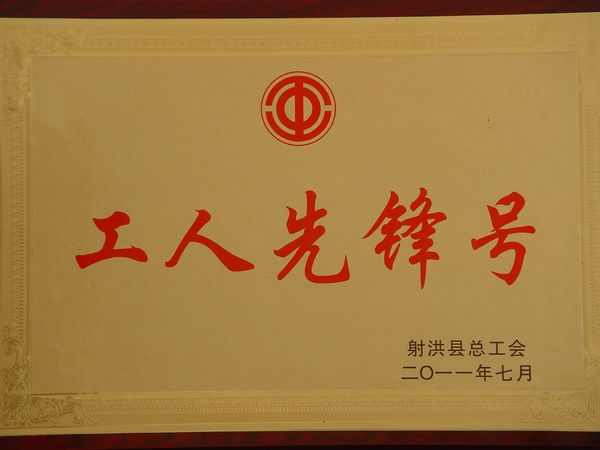 工人先锋号
射洪县总工会
二〇一一年七月